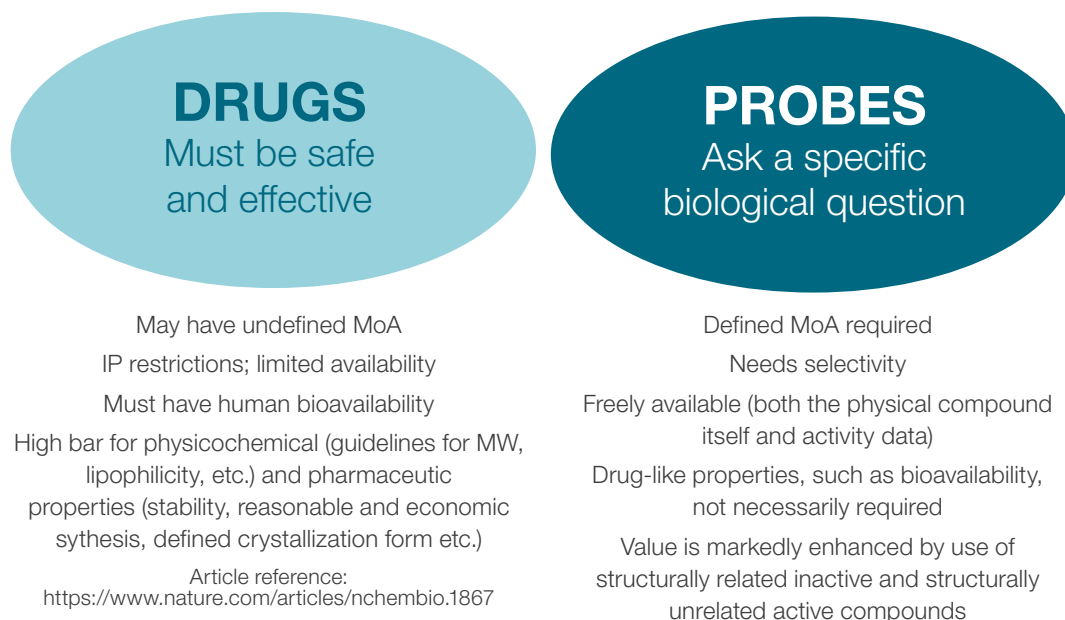 DRUGS
Must be safe
and effective
May have undefined MoA
IP restrictions; limited availability
Must have human bioavailability
High bar for physicochemical (guidelines for MW,
lipophilicity, etc.) and pharmaceutic
properties (stability, reasonable and economic
sythesis, defined crystallization form etc.)
Article reference:
https://www.nature.com/articles/nchembio.1867
PROBES
Ask a specific
biological question
Defined MoA required
Needs selectivity
Freely available (both the physical compound
itself and activity data)
Drug-like properties, such as bioavailability,
not necessarily required
Value is markedly enhanced by use of
structurally related inactive and structurally
unrelated active compounds